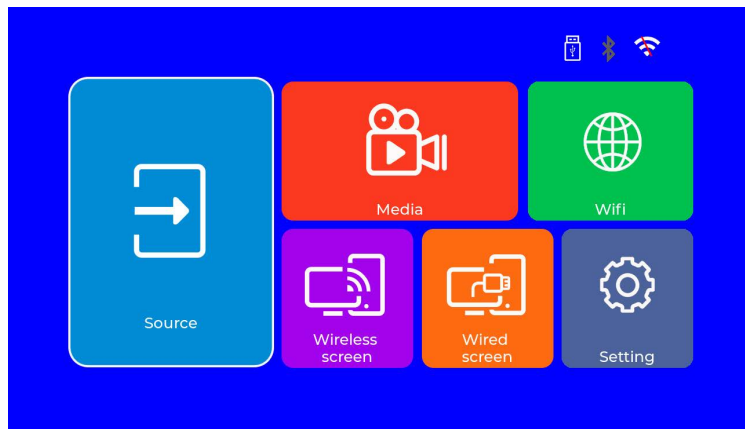 Media
Wifi
Source
Wireless
screen
Wired
screen
Setting